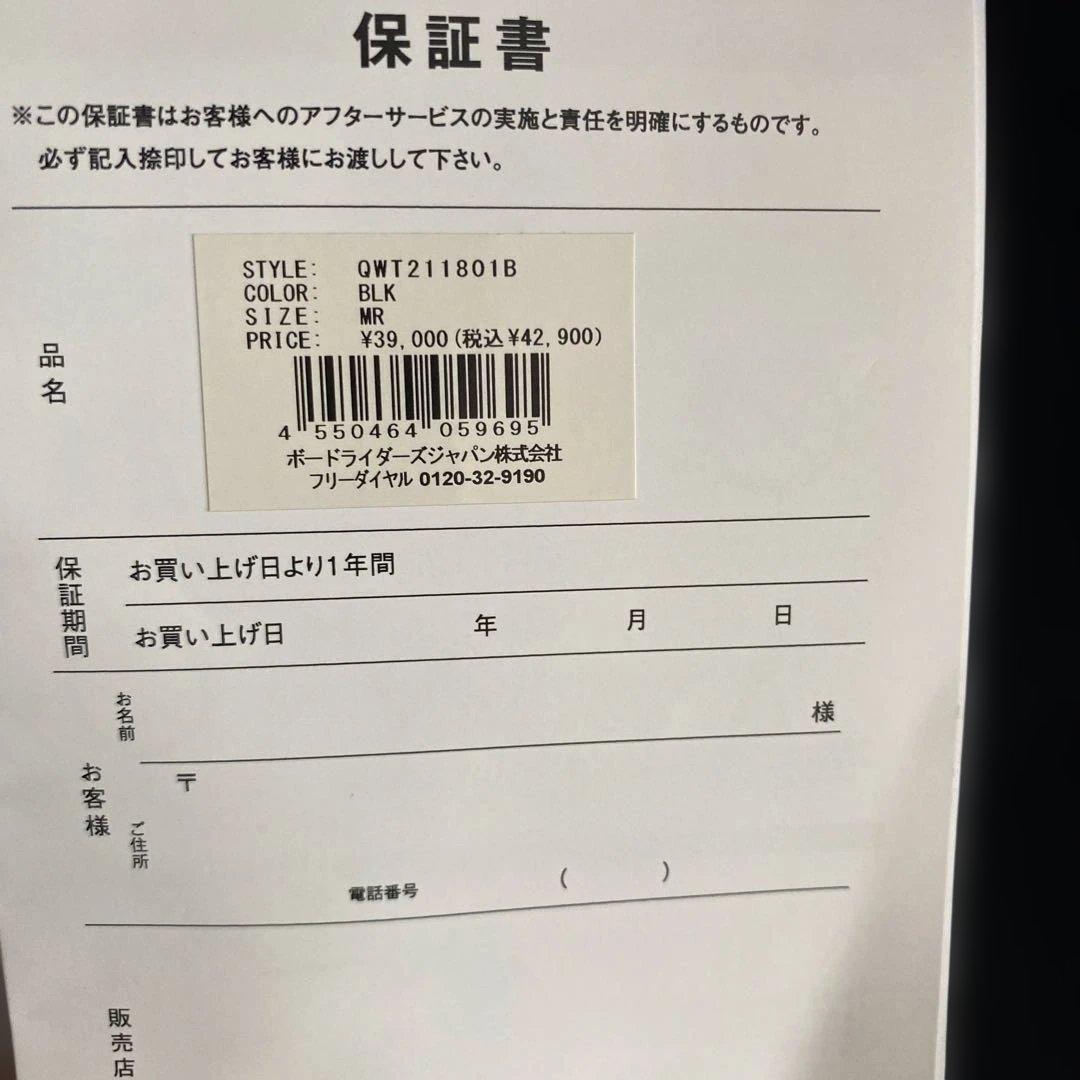 保証書
※この保証書はお客様へのアフターサービスの実施と責任を明確にするものです。
必ず記入捺印してお客様にお渡しして下さい。
品名
STYLE: QWT211801B
COLOR: BLK
SIZE: MR
PRICE: ¥39,000(税込¥42,900)
4 550464 059695
ボードライダーズジャパン株式会社
フリーダイヤル 0120-32-9190
保証期間
お買い上げ日より1年間
お買い上げ日 年 月 日
お客様
お名前 様
ご住所 〒
電話番号 ( )
販売店